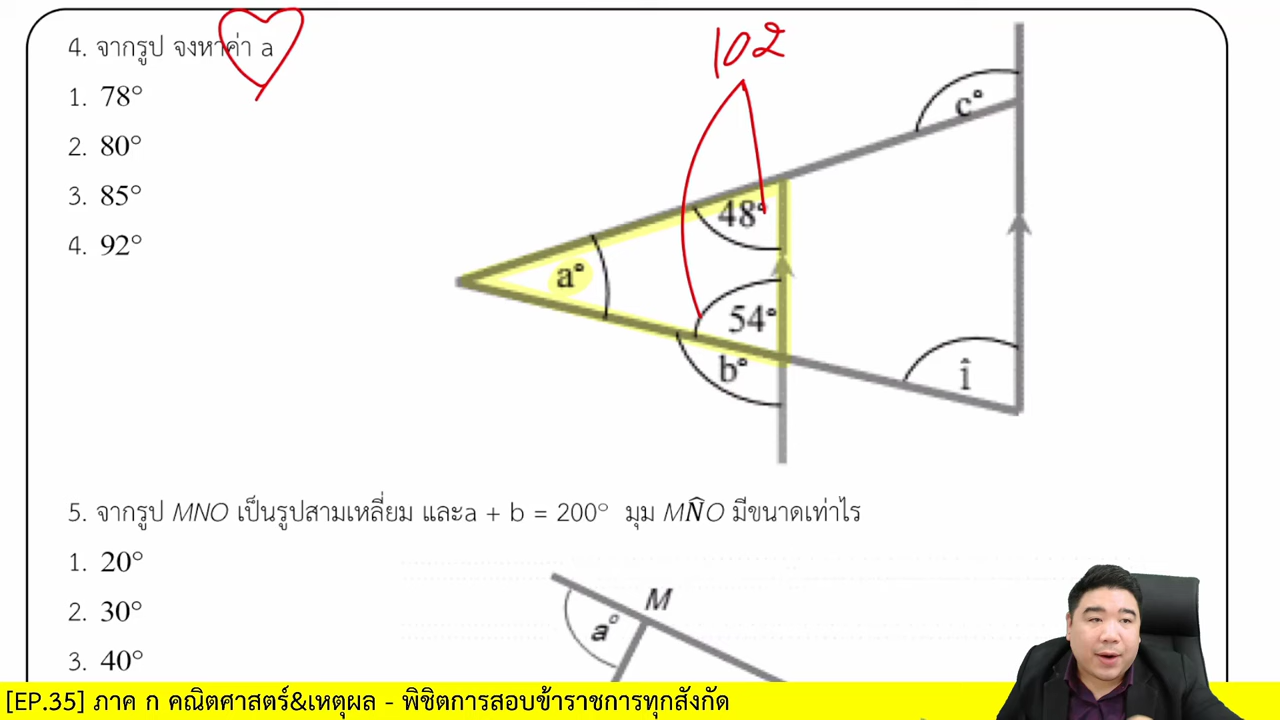 4. จากรูป จงหาค่า a
1. 78°
2. 80°
3. 85°
4. 92°
102
c°
48°
a°
54°
b°
î
5. จากรูป MNO เป็นรูปสามเหลี่ยม และa + b = 200° มุม MN̂O มีขนาดเท่าไร
1. 20°
2. 30°
3. 40°
M
a°
[EP.35] ภาค ก คณิตศาสตร์&เหตุผล - พิชิตการสอบข้าราชการทุกสังกัด